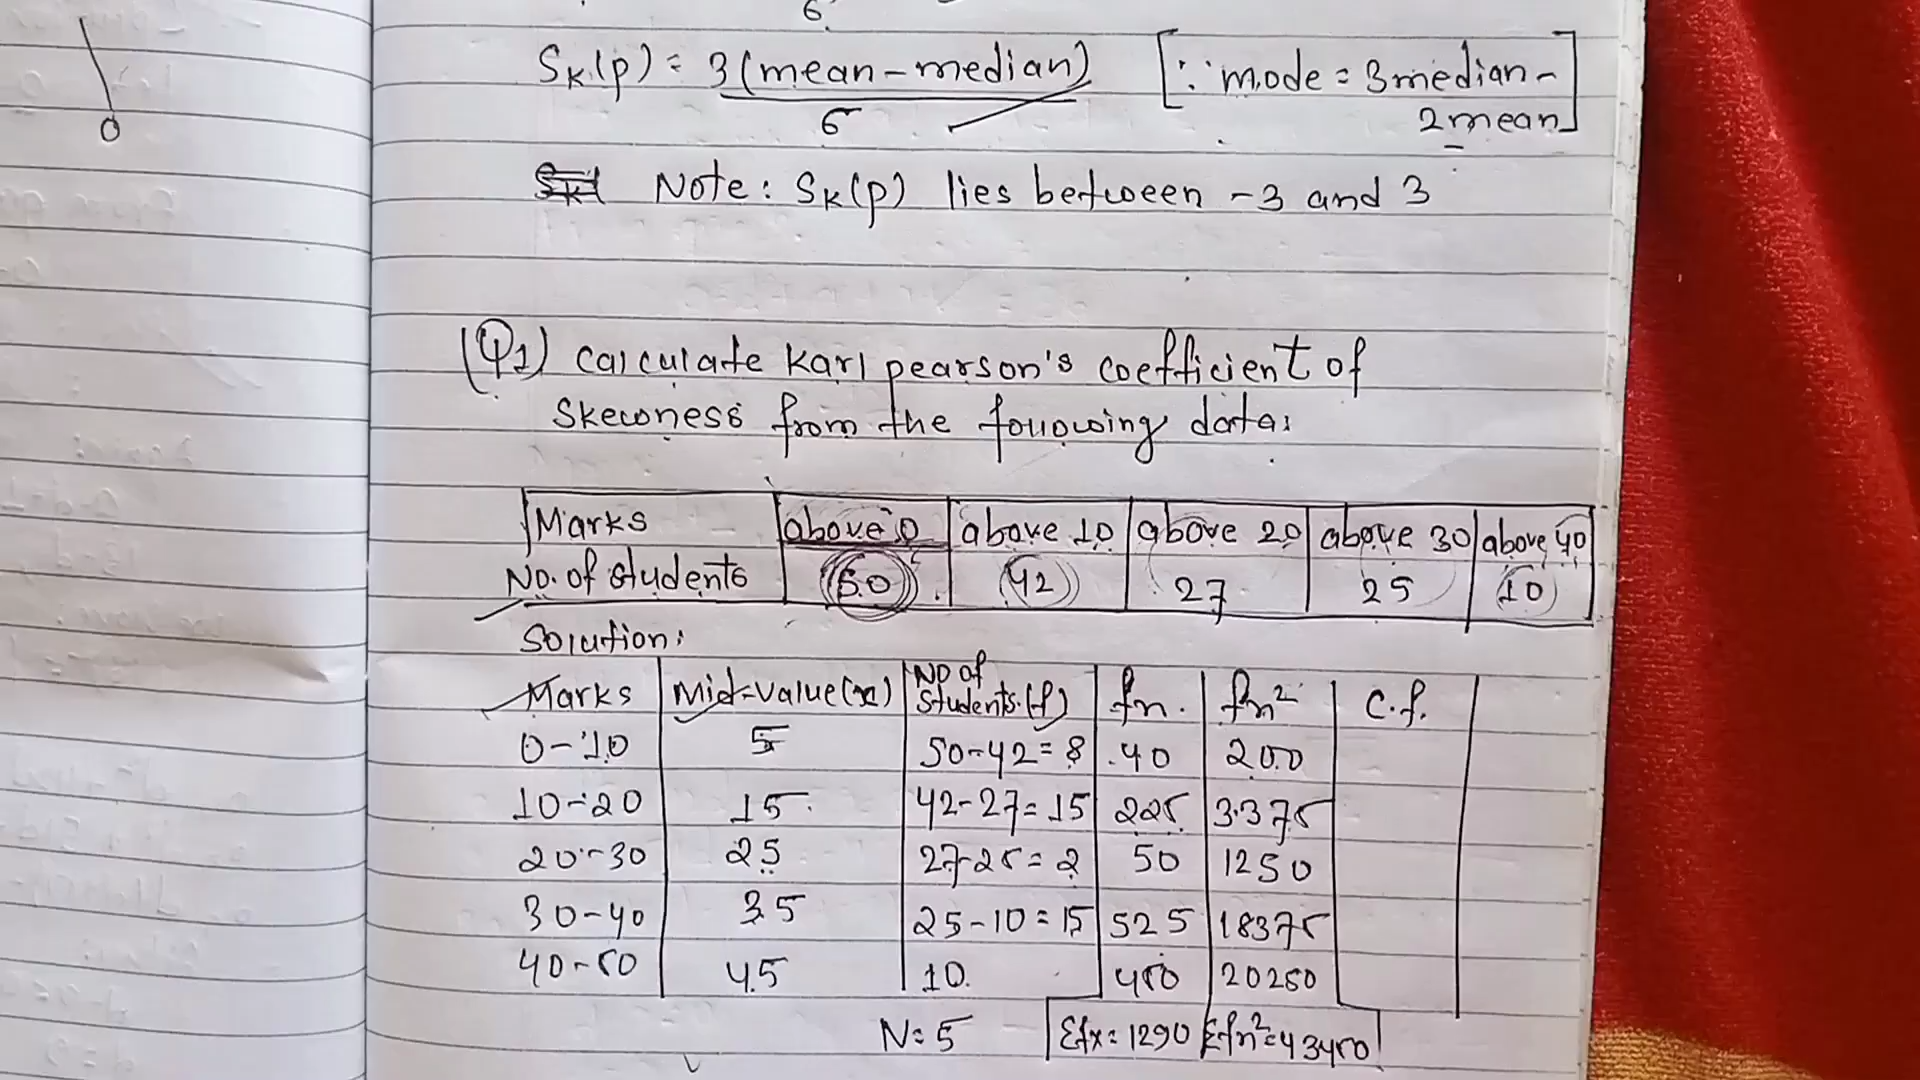 6
Sk(p) = 3(mean-median) [∵ mode = 3median-
σ 2mean]
Note: Sk(p) lies between -3 and 3
(Q1) calculate karl pearson's coefficient of
skewness from the following data:
Marks above 0 above 10 above 20 above 30 above 40
No. of students 50 42 27 25 10
Solution:
Marks Mid-value(x) No of Students.(f) fx. fx² c.f.
0-10 5 50-42=8 40 200
10-20 15 42-27=15 225 3375
20-30 25 27-25=2 50 1250
30-40 35 25-10=15 525 18375
40-50 45 10 450 20250
N=5 Σfx=1290 Σfx²=43450